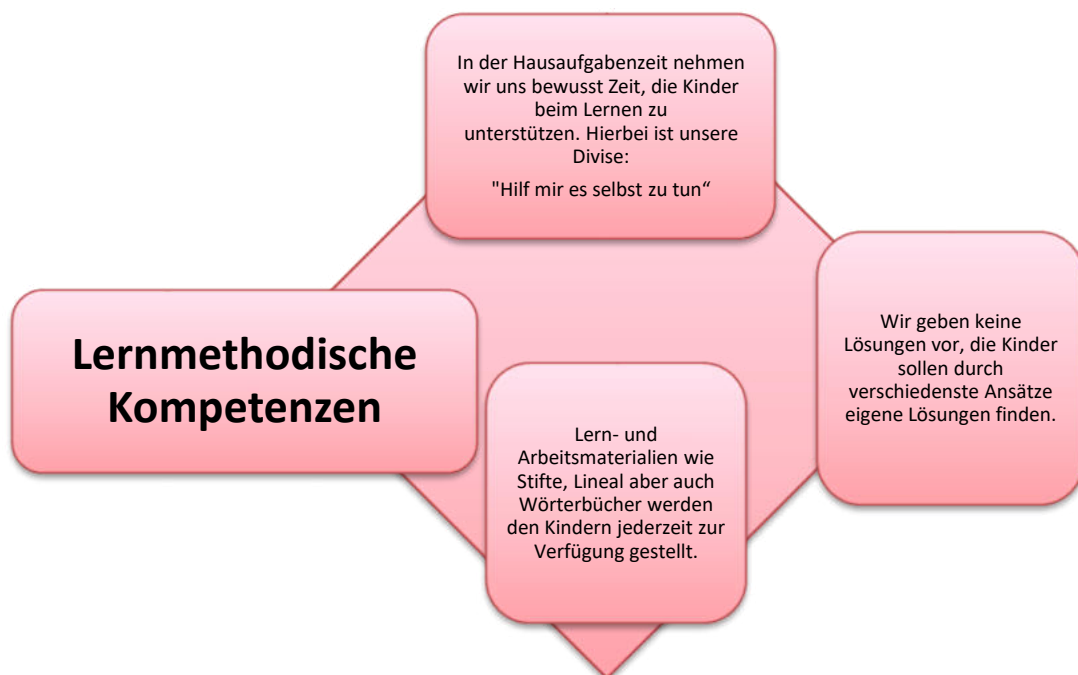 In der Hausaufgabenzeit nehmen
wir uns bewusst Zeit, die Kinder
beim Lernen zu
unterstützen. Hierbei ist unsere
Divise:
"Hilf mir es selbst zu tun“
Lernmethodische
Kompetenzen
Wir geben keine
Lösungen vor, die Kinder
sollen durch
verschiedenste Ansätze
eigene Lösungen finden.
Lern- und
Arbeitsmaterialien wie
Stifte, Lineal aber auch
Wörterbücher werden
den Kindern jederzeit zur
Verfügung gestellt.